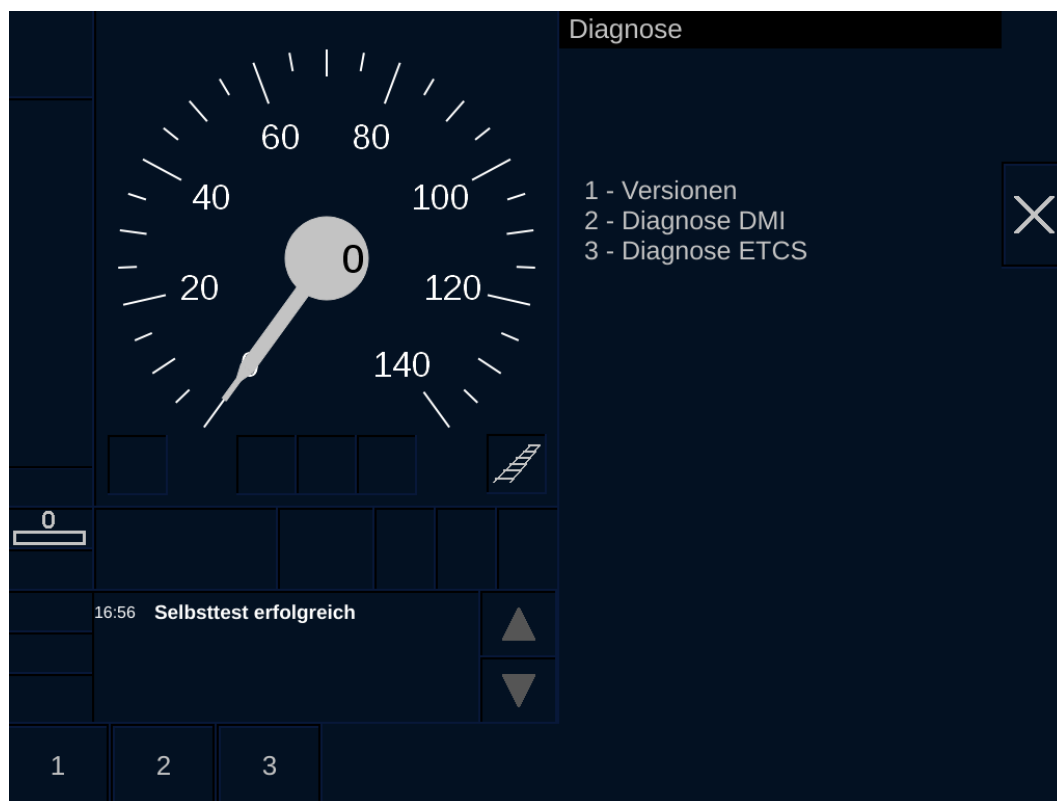 Diagnose
60 80
40 100
0
20 120
0 140
1 - Versionen
2 - Diagnose DMI
3 - Diagnose ETCS
0
16:56 Selbsttest erfolgreich
1 2 3